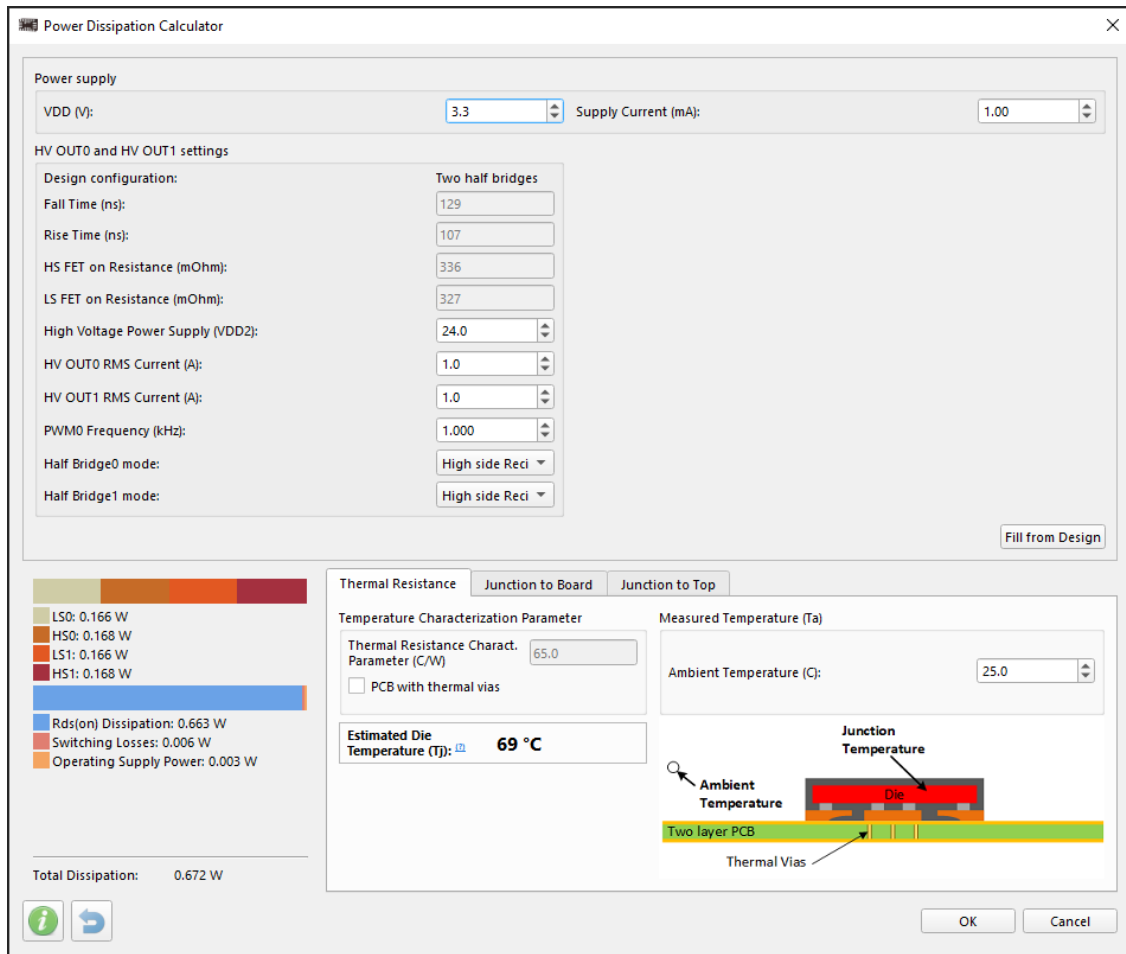 Power Dissipation Calculator
Power supply
VDD (V): 3.3 Supply Current (mA): 1.00
HV OUT0 and HV OUT1 settings
Design configuration: Two half bridges
Fall Time (ns): 129
Rise Time (ns): 107
HS FET on Resistance (mOhm): 336
LS FET on Resistance (mOhm): 327
High Voltage Power Supply (VDD2): 24.0
HV OUT0 RMS Current (A): 1.0
HV OUT1 RMS Current (A): 1.0
PWM0 Frequency (kHz): 1.000
Half Bridge0 mode: High side Reci
Half Bridge1 mode: High side Reci
Fill from Design
LS0: 0.166 W
HS0: 0.168 W
LS1: 0.166 W
HS1: 0.168 W
Rds(on) Dissipation: 0.663 W
Switching Losses: 0.006 W
Operating Supply Power: 0.003 W
Total Dissipation: 0.672 W
Thermal Resistance Junction to Board Junction to Top
Temperature Characterization Parameter
Thermal Resistance Charact.
Parameter (C/W) 65.0
PCB with thermal vias
Estimated Die
Temperature (Tj): (?) 69 °C
Measured Temperature (Ta)
Ambient Temperature (C): 25.0
Junction
Temperature
Ambient
Temperature
Die
Two layer PCB
Thermal Vias
i
OK Cancel